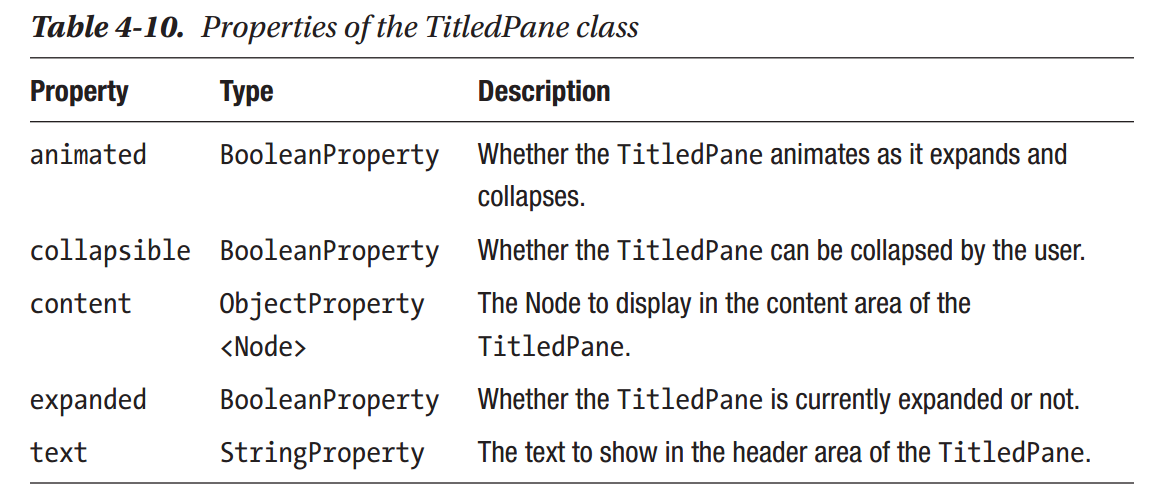 Table 4-10. Properties of the TitledPane class
Property Type Description
animated BooleanProperty Whether the TitledPane animates as it expands and
collapses.
collapsible BooleanProperty Whether the TitledPane can be collapsed by the user.
content ObjectProperty The Node to display in the content area of the
<Node> TitledPane.
expanded BooleanProperty Whether the TitledPane is currently expanded or not.
text StringProperty The text to show in the header area of the TitledPane.